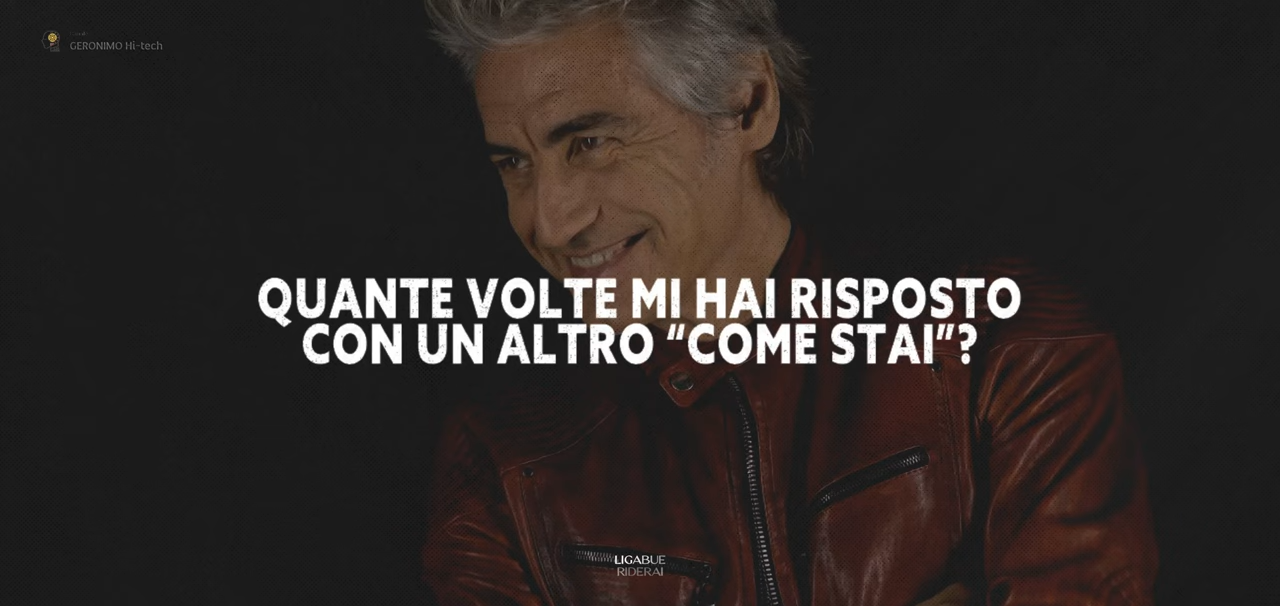 GERONIMO Hi-tech
QUANTE VOLTE MI HAI RISPOSTO
CON UN ALTRO “COME STAI”?
LIGABUE
RIDERAI